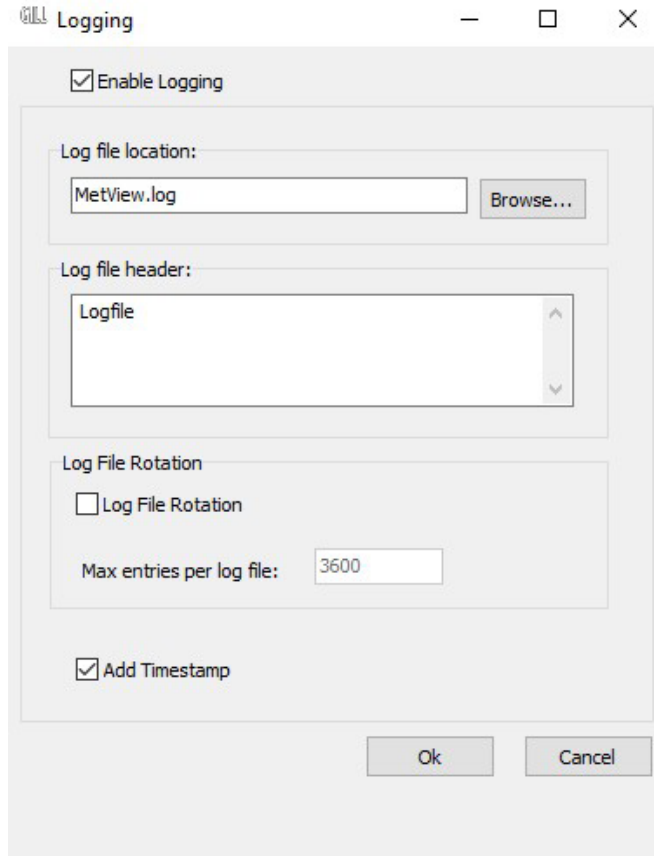 GILL Logging
Enable Logging
Log file location:
MetView.log
Browse...
Log file header:
Logfile
Log File Rotation
Log File Rotation
Max entries per log file: 3600
Add Timestamp
Ok Cancel